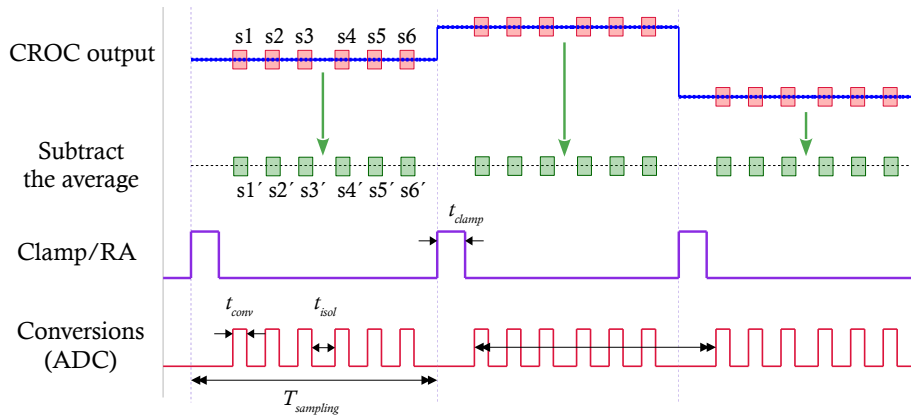 s1 s2 s3 s4 s5 s6
CROC output
Subtract
the average
s1´ s2´ s3´ s4´ s5´ s6´
t_clamp
Clamp/RA
t_conv t_isol
Conversions
(ADC)
T_sampling